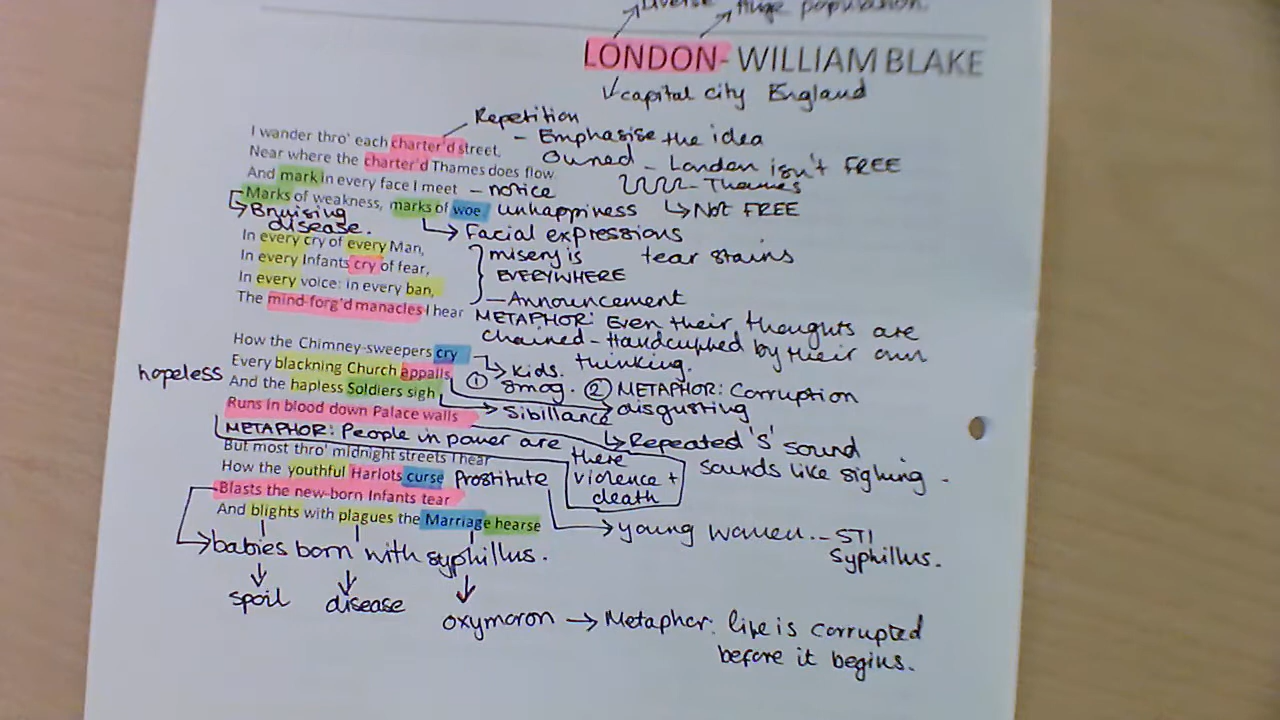 Diverse Huge population.
LONDON- WILLIAM BLAKE
capital city England
Repetition
I wander thro' each charter'd street, - Emphasise the idea
Near where the charter'd Thames does flow Owned - London isn't FREE
And mark in every face I meet - notice - Thames
Marks of weakness, marks of woe. unhappiness Not FREE
Bruising
disease. Facial expressions
In every cry of every Man, misery is tear stains
In every Infants cry of fear, EVERYWHERE
In every voice: in every ban, - Announcement
The mind-forg'd manacles I hear METAPHOR: Even their thoughts are
chained - Handcuphed by their own
thinking.
How the Chimney-sweepers cry Kids.
Every blackning Church appalls, ① smog. ② METAPHOR: Corruption
hopeless And the hapless Soldiers sigh disgusting
Runs in blood down Palace walls Sibillance
METAPHOR: People in power are there Repeated 's' sound
violence + death sounds like sighing.
But most thro' midnight streets I hear
How the youthful Harlots curse Prostitute
Blasts the new-born Infants tear
And blights with plagues the Marriage hearse young women. - STI
babies born with syphillus. Syphillus.
spoil disease oxymoron Metaphor: life is corrupted
before it begins.